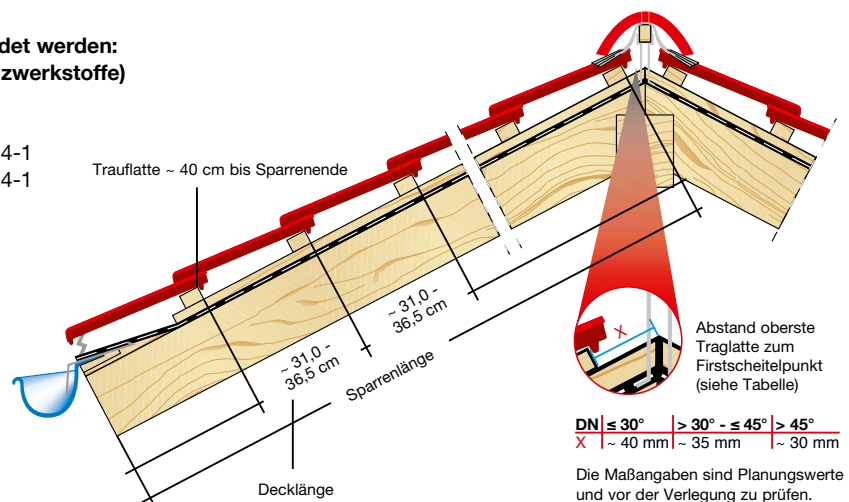 det werden:
zwerkstoffe)
4-1
4-1
Trauflatte ~ 40 cm bis Sparrenende
~ 31,0 -
36,5 cm
~ 31,0 -
36,5 cm
Sparrenlänge
Decklänge
X
Abstand oberste
Traglatte zum
Firstscheitelpunkt
(siehe Tabelle)
DN ≤ 30° > 30° - ≤ 45° > 45°
X ~ 40 mm ~ 35 mm ~ 30 mm
Die Maßangaben sind Planungswerte
und vor der Verlegung zu prüfen.